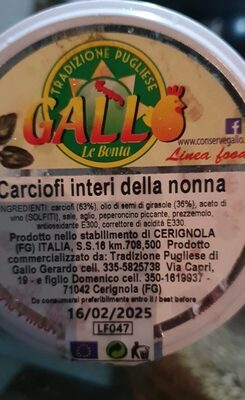 TRADIZIONE PUGLIESE
GALLO
Le Bontà
www.conservegallo.
Linea food
Carciofi interi della nonna
INGREDIENTI: carciofi (63%), olio di semi di girasole (36%), aceto di
vino (SOLFITI), sale, aglio, peperoncino piccante, prezzemolo,
antiossidante E300, correttore di acidità E330
Prodotto nello stabilimento di CERIGNOLA
(FG) ITALIA, S.S.16 km.708,500 Prodotto
commercializzato da: Tradizione Pugliese di
Gallo Gerardo cell. 335-5825738 Via Capri,
19 - e figlio Domenico cell. 350-1619937 -
71042 Cerignola (FG)
Da consumarsi preferibilmente entro il / best before
16/02/2025
LF047